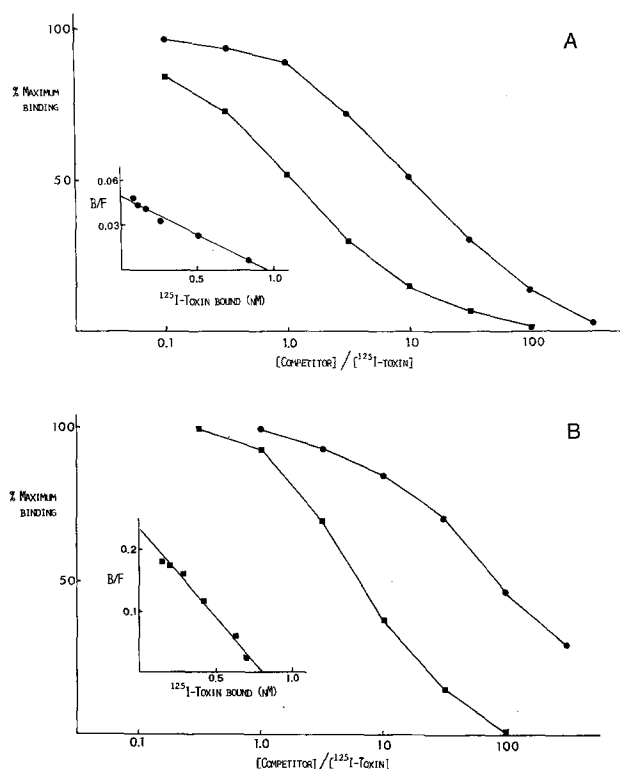 A
100
% MAXIMUM
BINDING
50
0.06
B/F
0.03
0.5
1.0
125I-TOXIN BOUND (NM)
0.1
1.0
10
100
[COMPETITOR]/[125I-TOXIN]
B
100
% MAXIMUM
BINDING
50
0.2
B/F
0.1
0.5
1.0
125I-TOXIN BOUND (NM)
0.1
1.0
10
100
[COMPETITOR]/[125I-TOXIN]